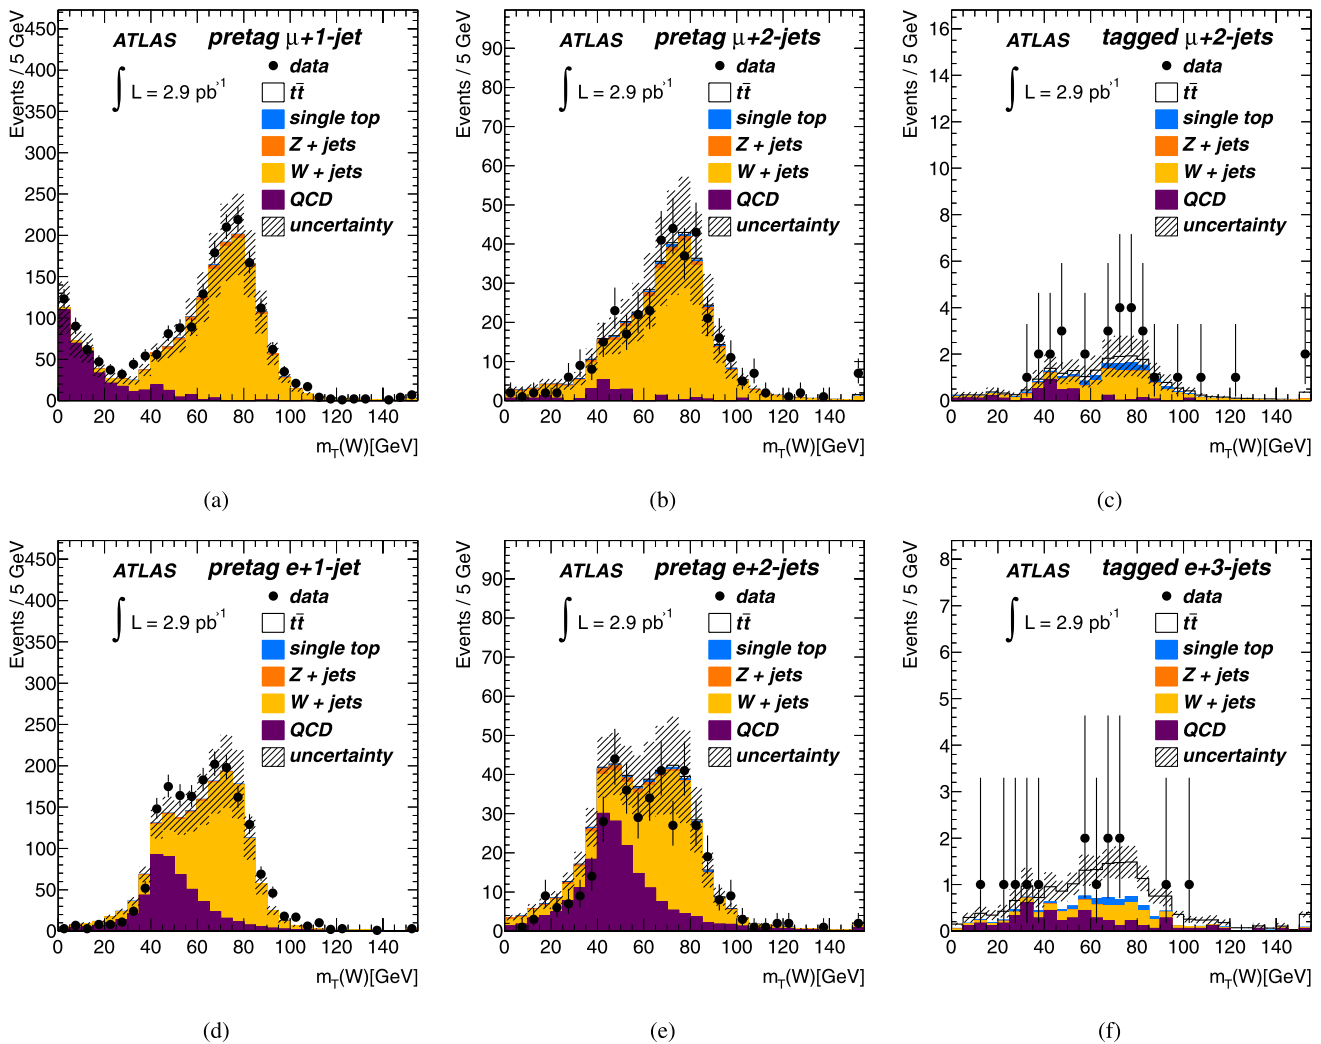 Events / 5 GeV
450
400
350
300
250
200
150
100
50
0
ATLAS
pretag μ+1-jet
∫ L = 2.9 pb⁻¹
data
tt̄
single top
Z + jets
W + jets
QCD
uncertainty
0 20 40 60 80 100 120 140
m_T(W)[GeV]
(a)
Events / 5 GeV
90
80
70
60
50
40
30
20
10
0
ATLAS
pretag μ+2-jets
∫ L = 2.9 pb⁻¹
data
tt̄
single top
Z + jets
W + jets
QCD
uncertainty
0 20 40 60 80 100 120 140
m_T(W)[GeV]
(b)
Events / 5 GeV
16
14
12
10
8
6
4
2
0
ATLAS
tagged μ+2-jets
∫ L = 2.9 pb⁻¹
data
tt̄
single top
Z + jets
W + jets
QCD
uncertainty
0 20 40 60 80 100 120 140
m_T(W)[GeV]
(c)
Events / 5 GeV
450
400
350
300
250
200
150
100
50
0
ATLAS
pretag e+1-jet
∫ L = 2.9 pb⁻¹
data
tt̄
single top
Z + jets
W + jets
QCD
uncertainty
0 20 40 60 80 100 120 140
m_T(W)[GeV]
(d)
Events / 5 GeV
90
80
70
60
50
40
30
20
10
0
ATLAS
pretag e+2-jets
∫ L = 2.9 pb⁻¹
data
tt̄
single top
Z + jets
W + jets
QCD
uncertainty
0 20 40 60 80 100 120 140
m_T(W)[GeV]
(e)
Events / 5 GeV
8
7
6
5
4
3
2
1
0
ATLAS
tagged e+3-jets
∫ L = 2.9 pb⁻¹
data
tt̄
single top
Z + jets
W + jets
QCD
uncertainty
0 20 40 60 80 100 120 140
m_T(W)[GeV]
(f)